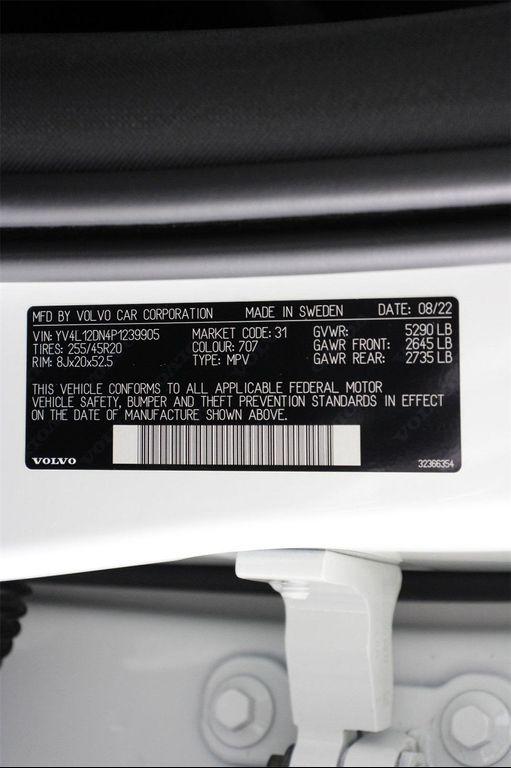 MFD BY VOLVO CAR CORPORATION MADE IN SWEDEN DATE: 08/22
VIN: YV4L12DN4P1239905 MARKET CODE: 31 GVWR: 5290 LB
TIRES: 255/45R20 COLOUR: 707 GAWR FRONT: 2645 LB
RIM: 8Jx20x52.5 TYPE: MPV GAWR REAR: 2735 LB
THIS VEHICLE CONFORMS TO ALL APPLICABLE FEDERAL MOTOR
VEHICLE SAFETY, BUMPER AND THEFT PREVENTION STANDARDS IN EFFECT
ON THE DATE OF MANUFACTURE SHOWN ABOVE.
VOLVO 32366354